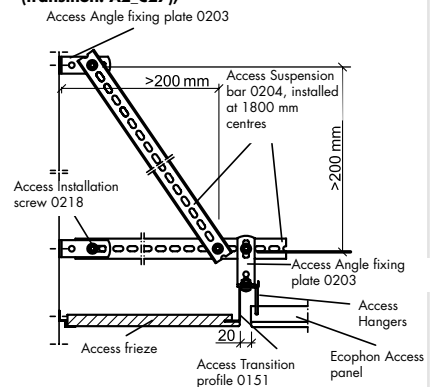 Access Angle fixing plate 0203
>200 mm
Access Suspension
bar 0204, installed
at 1800 mm
centres
>200 mm
Access Installation
screw 0218
Access Angle fixing
plate 0203
Access
Hangers
20
Access frieze
Access Transition
profile 0151
Ecophon Access
panel